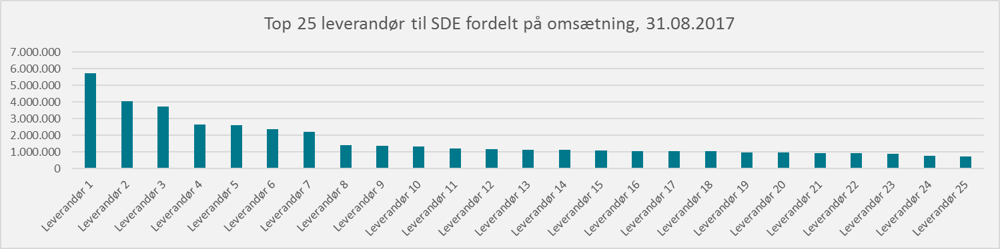 Top 25 leverandør til SDE fordelt på omsætning, 31.08.2017
7.000.000
6.000.000
5.000.000
4.000.000
3.000.000
2.000.000
1.000.000
0
Leverandør 1
Leverandør 2
Leverandør 3
Leverandør 4
Leverandør 5
Leverandør 6
Leverandør 7
Leverandør 8
Leverandør 9
Leverandør 10
Leverandør 11
Leverandør 12
Leverandør 13
Leverandør 14
Leverandør 15
Leverandør 16
Leverandør 17
Leverandør 18
Leverandør 19
Leverandør 20
Leverandør 21
Leverandør 22
Leverandør 23
Leverandør 24
Leverandør 25